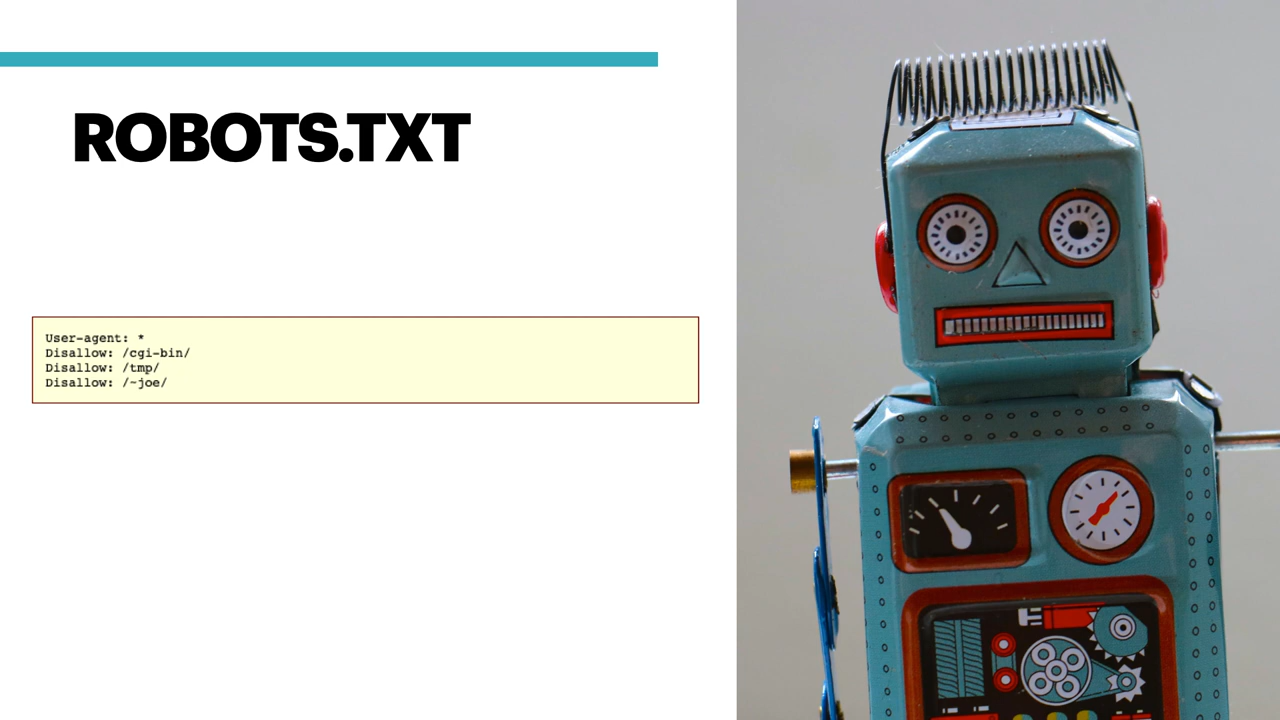 ROBOTS.TXT
User-agent: *
Disallow: /cgi-bin/
Disallow: /tmp/
Disallow: /~joe/